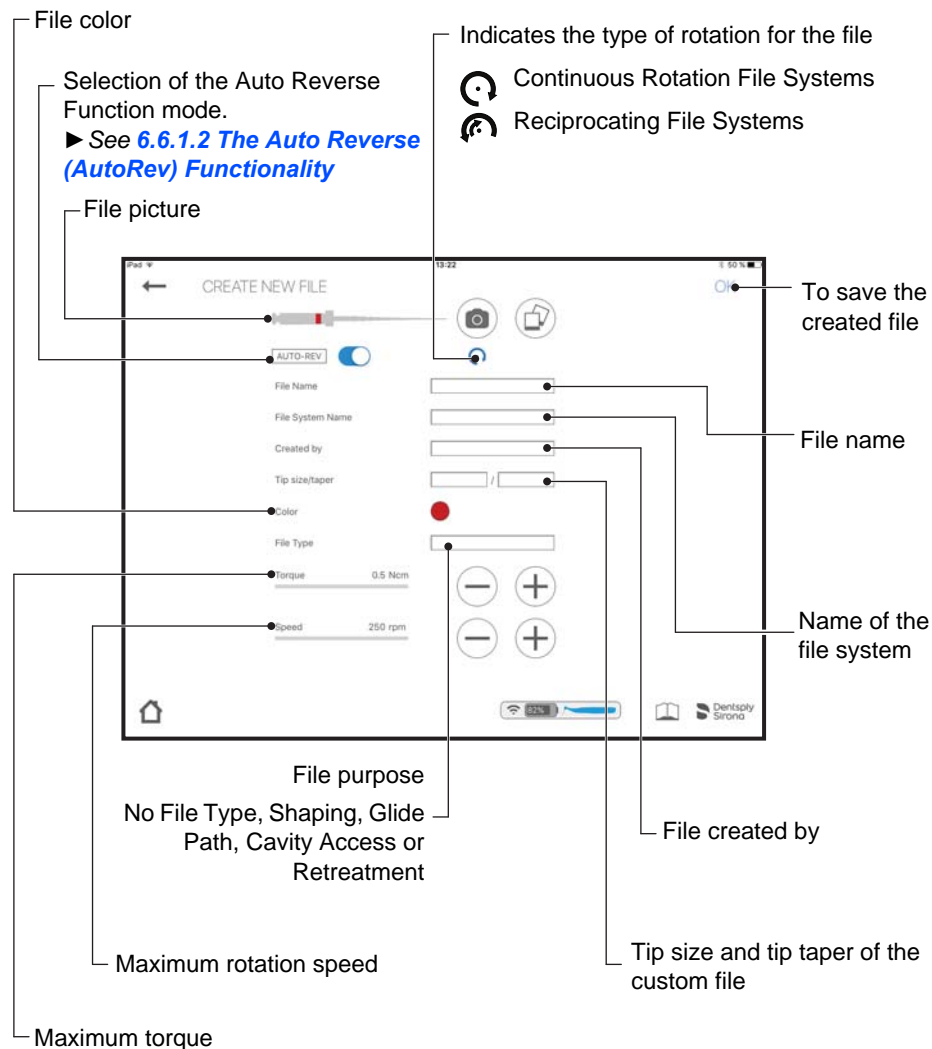 File color
Indicates the type of rotation for the file
Continuous Rotation File Systems
Reciprocating File Systems
Selection of the Auto Reverse
Function mode.
►See 6.6.1.2 The Auto Reverse
(AutoRev) Functionality
File picture
iPad
13:22
50 %
CREATE NEW FILE
OK
To save the
created file
AUTO-REV
File Name
File System Name
File name
Created by
Tip size/taper
/
Color
File Type
Torque 0.5 Ncm
Speed 250 rpm
Name of the
file system
82%
Dentsply
Sirona
File purpose
No File Type, Shaping, Glide
Path, Cavity Access or
Retreatment
File created by
Maximum rotation speed
Tip size and tip taper of the
custom file
Maximum torque